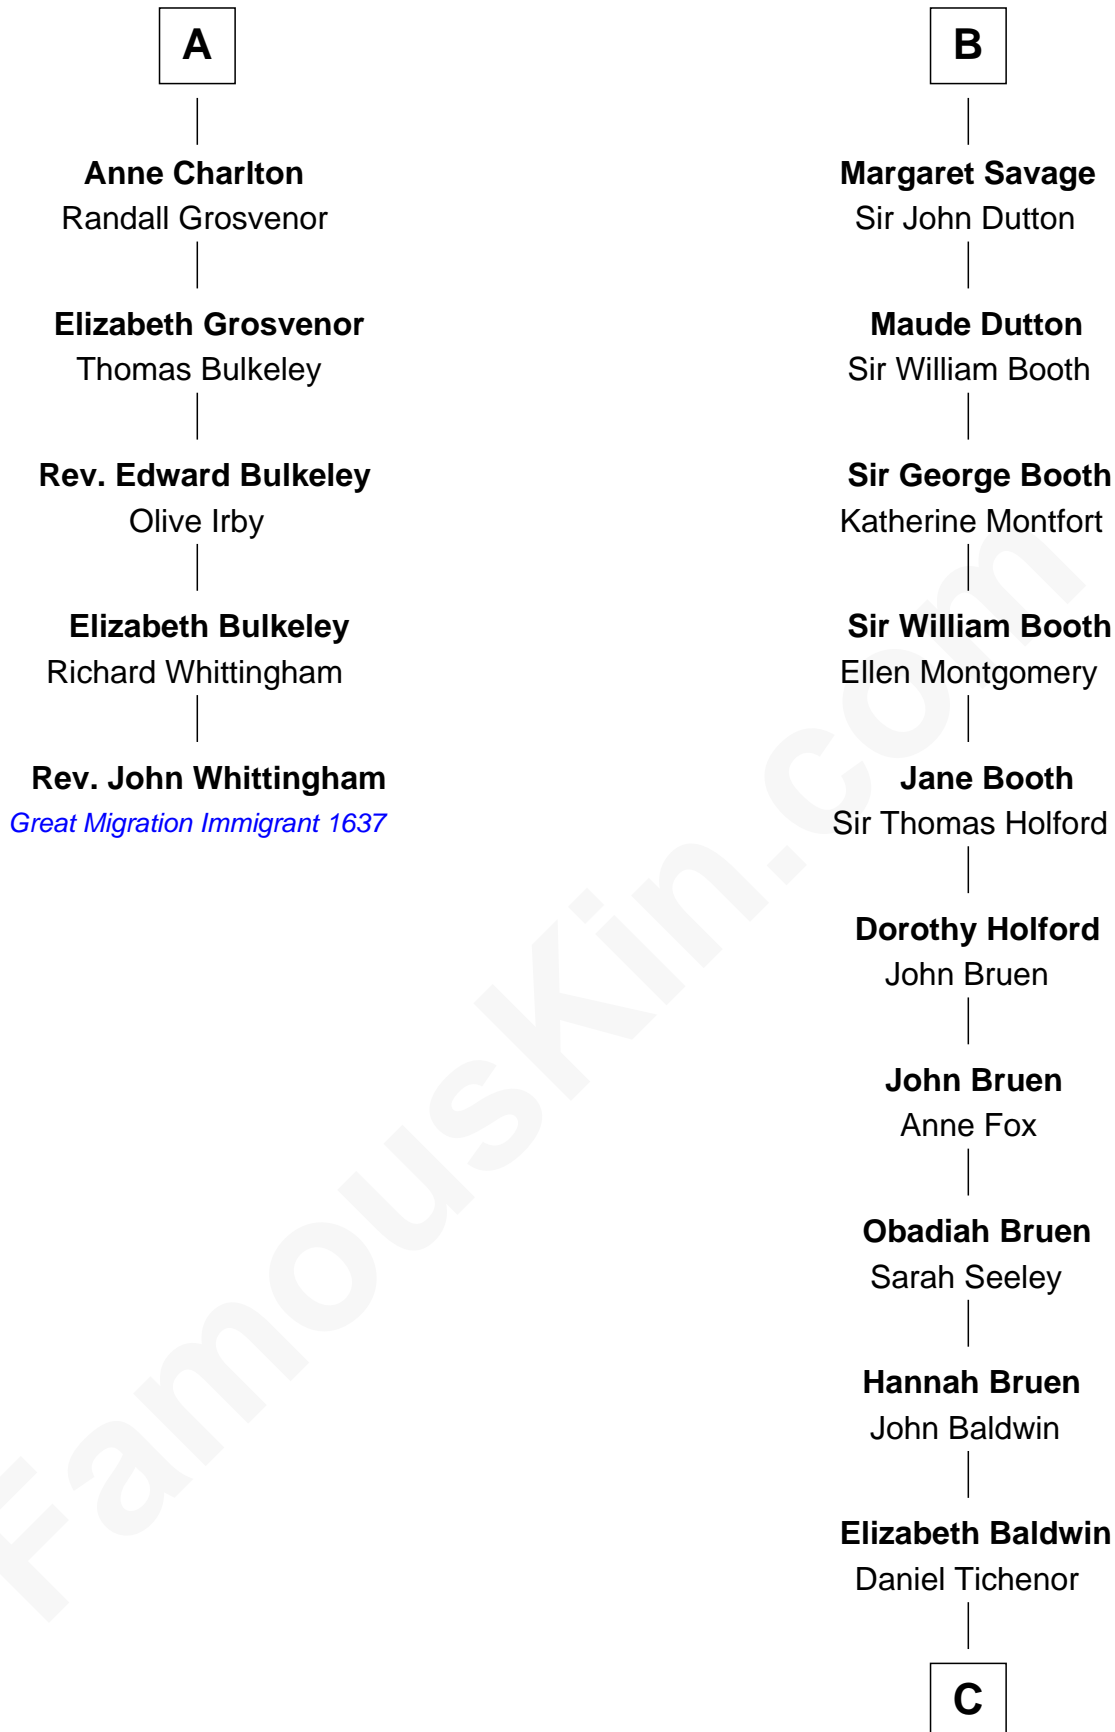 A
Anne Charlton
Randall Grosvenor
Elizabeth Grosvenor
Thomas Bulkeley
Rev. Edward Bulkeley
Olive Irby
Elizabeth Bulkeley
Richard Whittingham
Rev. John Whittingham
Great Migration Immigrant 1637
B
Margaret Savage
Sir John Dutton
Maude Dutton
Sir William Booth
Sir George Booth
Katherine Montfort
Sir William Booth
Ellen Montgomery
Jane Booth
Sir Thomas Holford
Dorothy Holford
John Bruen
John Bruen
Anne Fox
Obadiah Bruen
Sarah Seeley
Hannah Bruen
John Baldwin
Elizabeth Baldwin
Daniel Tichenor
C
FamousKin.com